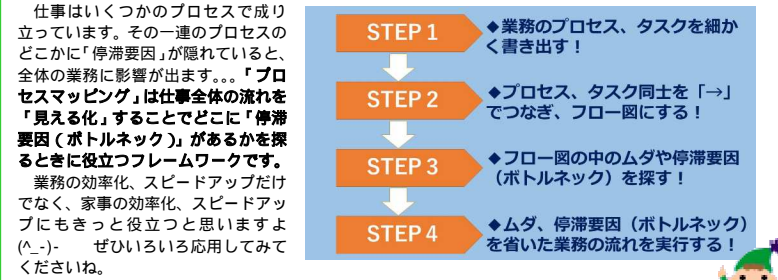 仕事はいくつかのプロセスで成り
立っています。その一連のプロセスの
どこかに「停滞要因」が隠れていると、
全体の業務に影響が出ます。。。「プロ
セスマッピング」は仕事全体の流れを
「見える化」することでどこに「停滞
要因(ボトルネック)」があるかを探
るときに役立つフレームワークです。
業務の効率化、スピードアップだけ
でなく、家事の効率化、スピードアッ
プにもきっと役立つと思いますよ
(^_-)-　ぜひいろいろ応用してみて
くださいね。
STEP 1
◆業務のプロセス、タスクを細か
く書き出す！
STEP 2
◆プロセス、タスク同士を「→」
でつなぎ、フロー図にする！
STEP 3
◆フロー図の中のムダや停滞要因
（ボトルネック）を探す！
STEP 4
◆ムダ、停滞要因（ボトルネック）
を省いた業務の流れを実行する！